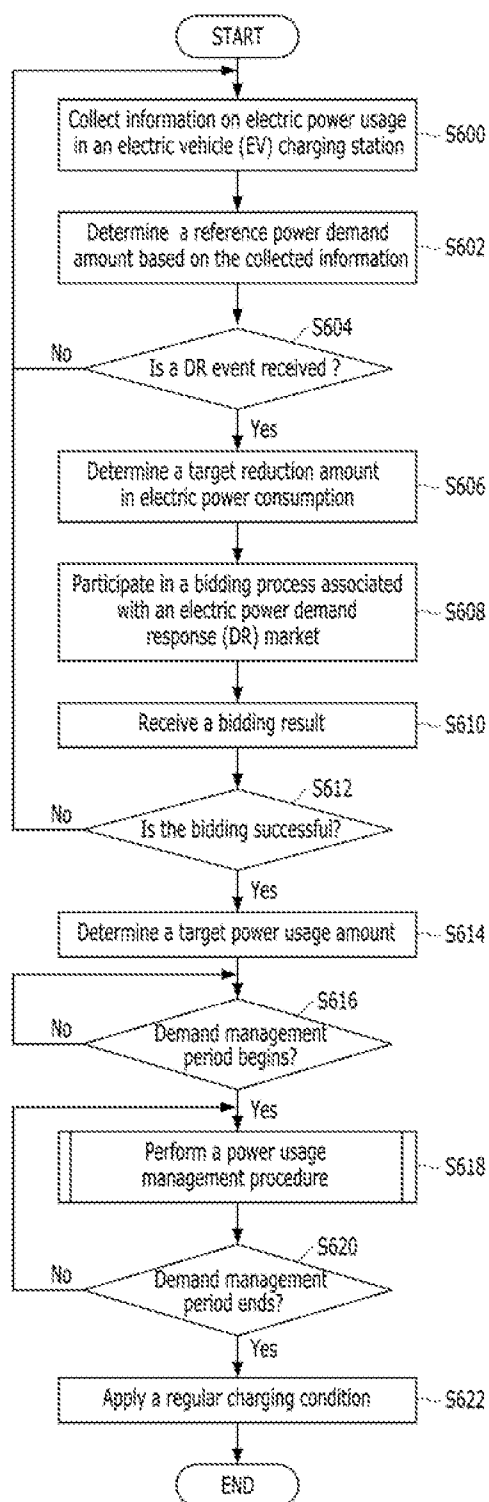 START
Collect information on electric power usage
in an electric vehicle (EV) charging station
S600
Determine a reference power demand
amount based on the collected information
S602
S604
No
Is a DR event received ?
Yes
Determine a target reduction amount
in electric power consumption
S606
Participate in a bidding process associated
with an electric power demand
response (DR) market
S608
Receive a bidding result
S610
S612
No
Is the bidding successful?
Yes
Determine a target power usage amount
S614
S616
No
Demand management
period begins?
Yes
Perform a power usage
management procedure
S618
S620
No
Demand management
period ends?
Yes
Apply a regular charging condition
S622
END